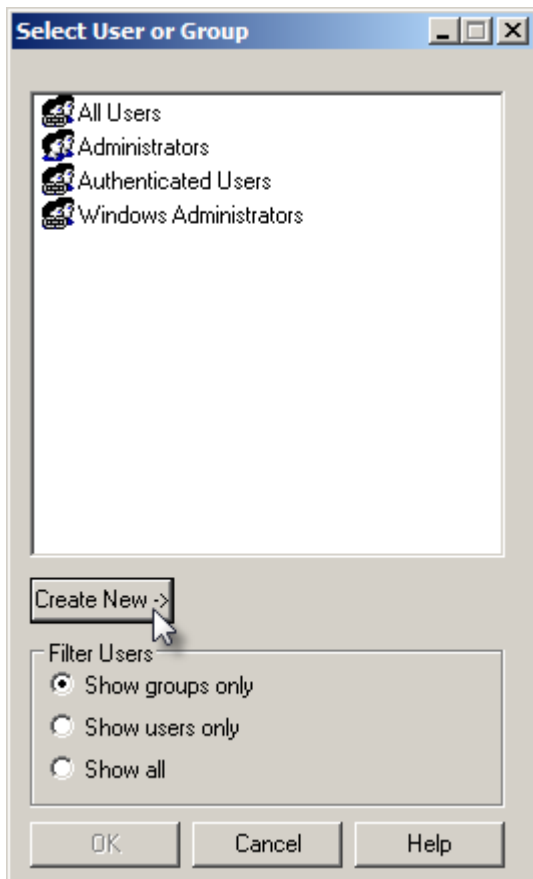 Select User or Group
All Users
Administrators
Authenticated Users
Windows Administrators
Create New ->
Filter Users
Show groups only
Show users only
Show all
OK Cancel Help